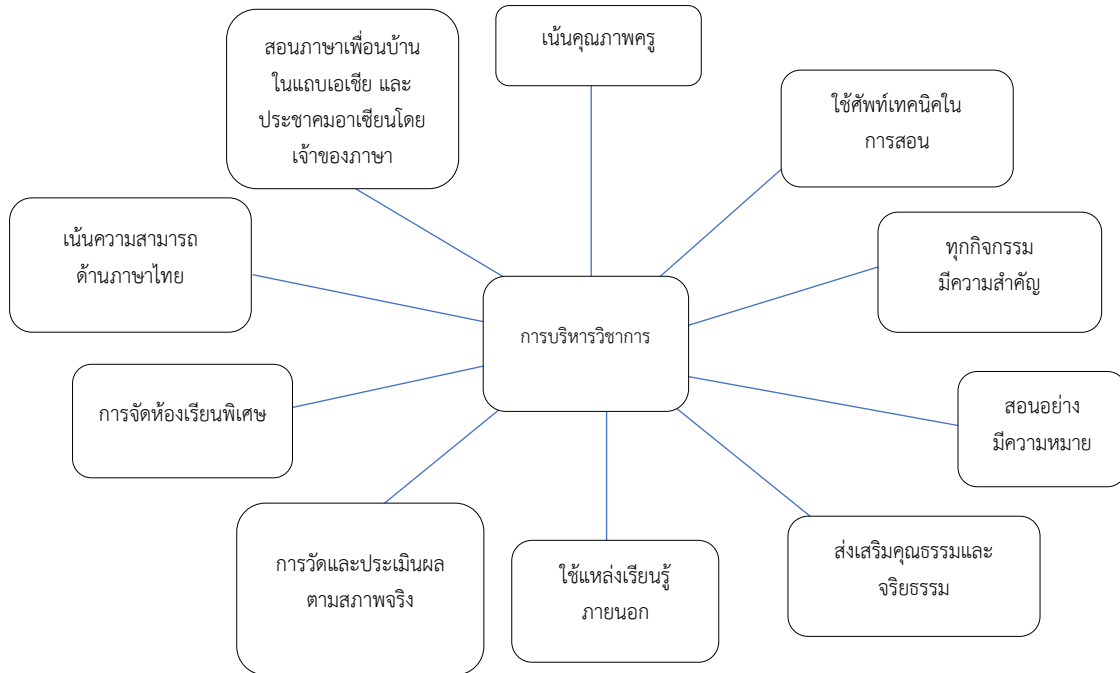 สอนภาษาเพื่อนบ้าน
ในแถบเอเชีย และ
ประชาคมอาเซียนโดย
เจ้าของภาษา
เน้นคุณภาพครู
ใช้ศัพท์เทคนิคใน
การสอน
เน้นความสามารถ
ด้านภาษาไทย
ทุกกิจกรรม
มีความสำคัญ
การบริหารวิชาการ
การจัดห้องเรียนพิเศษ
สอนอย่าง
มีความหมาย
การวัดและประเมินผล
ตามสภาพจริง
ใช้แหล่งเรียนรู้
ภายนอก
ส่งเสริมคุณธรรมและ
จริยธรรม